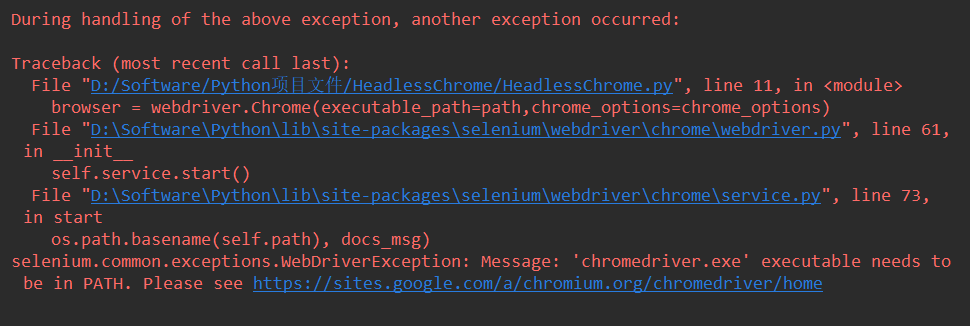 During handling of the above exception, another exception occurred:
Traceback (most recent call last):
File "D:/Software/Python项目文件/HeadlessChrome/HeadlessChrome.py", line 11, in <module>
browser = webdriver.Chrome(executable_path=path,chrome_options=chrome_options)
File "D:\Software\Python\lib\site-packages\selenium\webdriver\chrome\webdriver.py", line 61,
in __init__
self.service.start()
File "D:\Software\Python\lib\site-packages\selenium\webdriver\chrome\service.py", line 73,
in start
os.path.basename(self.path), docs_msg)
selenium.common.exceptions.WebDriverException: Message: 'chromedriver.exe' executable needs to
be in PATH. Please see https://sites.google.com/a/chromium.org/chromedriver/home